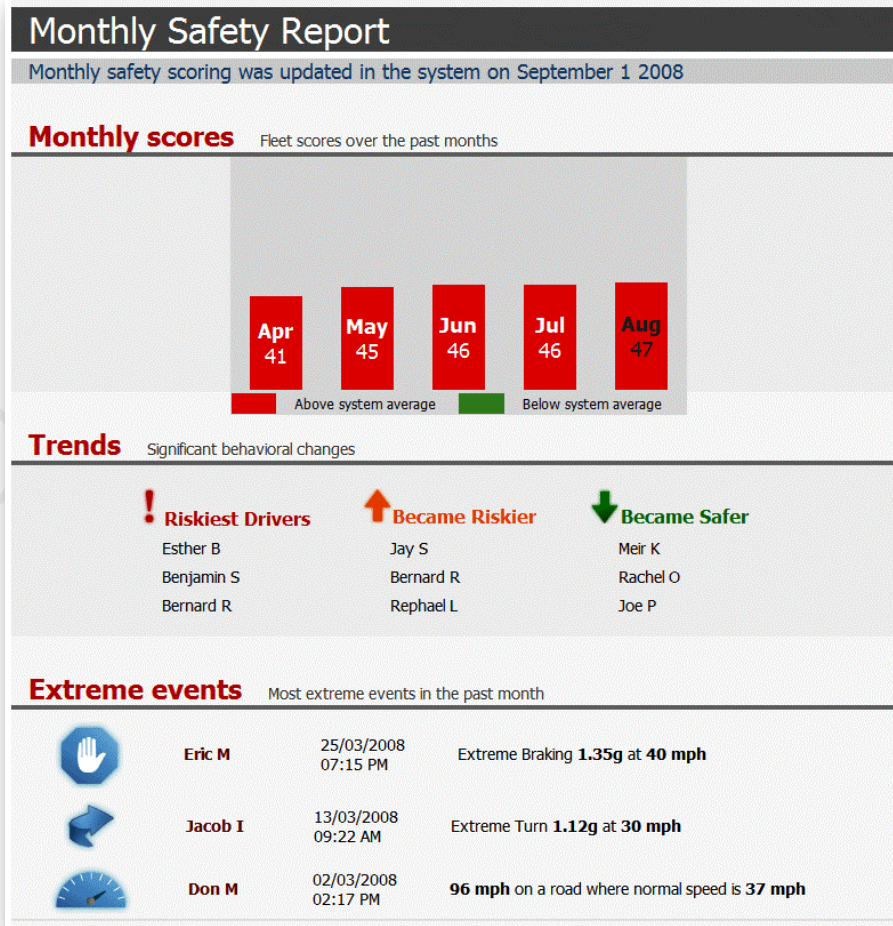 Monthly Safety Report
Monthly safety scoring was updated in the system on September 1 2008
Monthly scores Fleet scores over the past months
Apr
41
May
45
Jun
46
Jul
46
Aug
47
Above system average
Below system average
Trends Significant behavioral changes
Riskiest Drivers
Esther B
Benjamin S
Bernard R
Became Riskier
Jay S
Bernard R
Rephael L
Became Safer
Meir K
Rachel O
Joe P
Extreme events Most extreme events in the past month
Eric M
25/03/2008
07:15 PM
Extreme Braking 1.35g at 40 mph
Jacob I
13/03/2008
09:22 AM
Extreme Turn 1.12g at 30 mph
Don M
02/03/2008
02:17 PM
96 mph on a road where normal speed is 37 mph